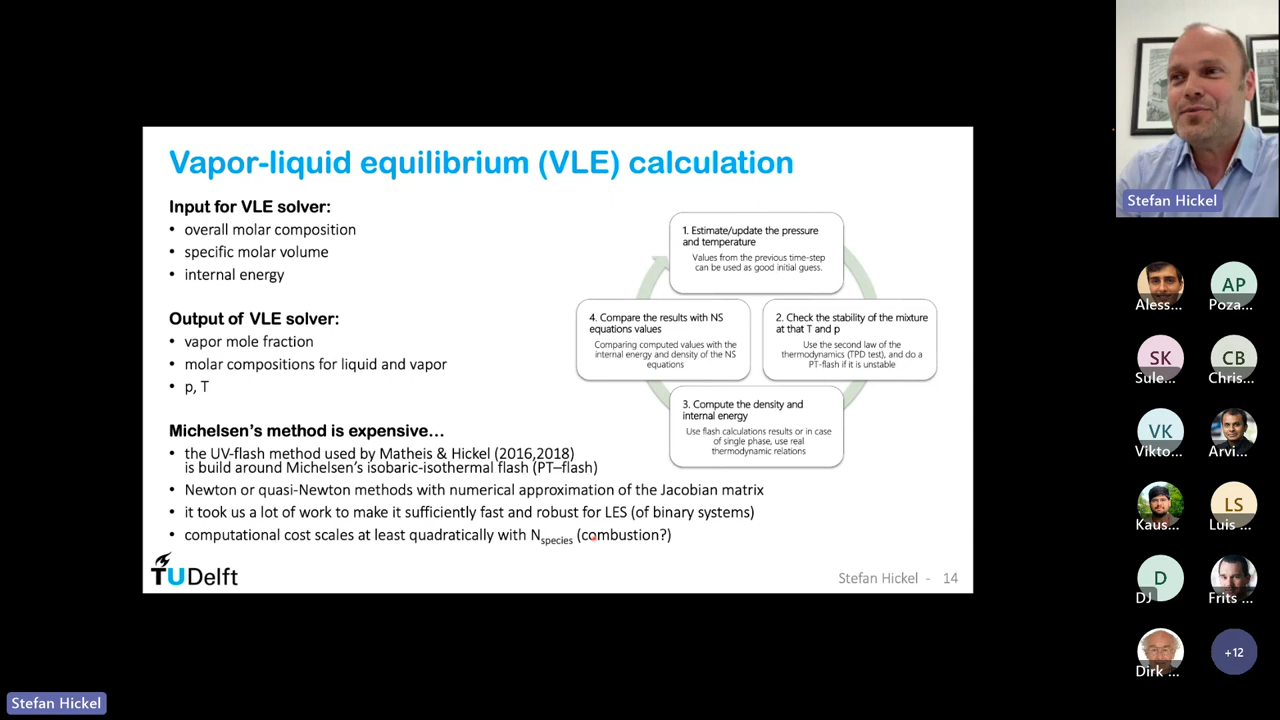 Vapor-liquid equilibrium (VLE) calculation
Input for VLE solver:
• overall molar composition
• specific molar volume
• internal energy
Output of VLE solver:
• vapor mole fraction
• molar compositions for liquid and vapor
• p, T
Michelsen's method is expensive…
• the UV-flash method used by Matheis & Hickel (2016,2018)
is build around Michelsen's isobaric-isothermal flash (PT–flash)
• Newton or quasi-Newton methods with numerical approximation of the Jacobian matrix
• it took us a lot of work to make it sufficiently fast and robust for LES (of binary systems)
• computational cost scales at least quadratically with Nspecies (combustion?)
1. Estimate/update the pressure
and temperature
Values from the previous time-step
can be used as good initial guess.
2. Check the stability of the mixture
at that T and p
Use the second law of the
thermodynamics (TPD test), and do a
PT-flash if it is unstable
3. Compute the density and
internal energy
Use flash calculations results or in case
of single phase, use real
thermodynamic relations
4. Compare the results with NS
equations values
Comparing computed values with the
internal energy and density of the NS
equations
TUDelft
Stefan Hickel - 14
Stefan Hickel
Aless...
AP
Poza...
SK
Sule...
CB
Chris...
VK
Vikto...
Arvi...
Kaus...
LS
Luis ...
D
DJ
Frits ...
Dirk ...
+12
Stefan Hickel